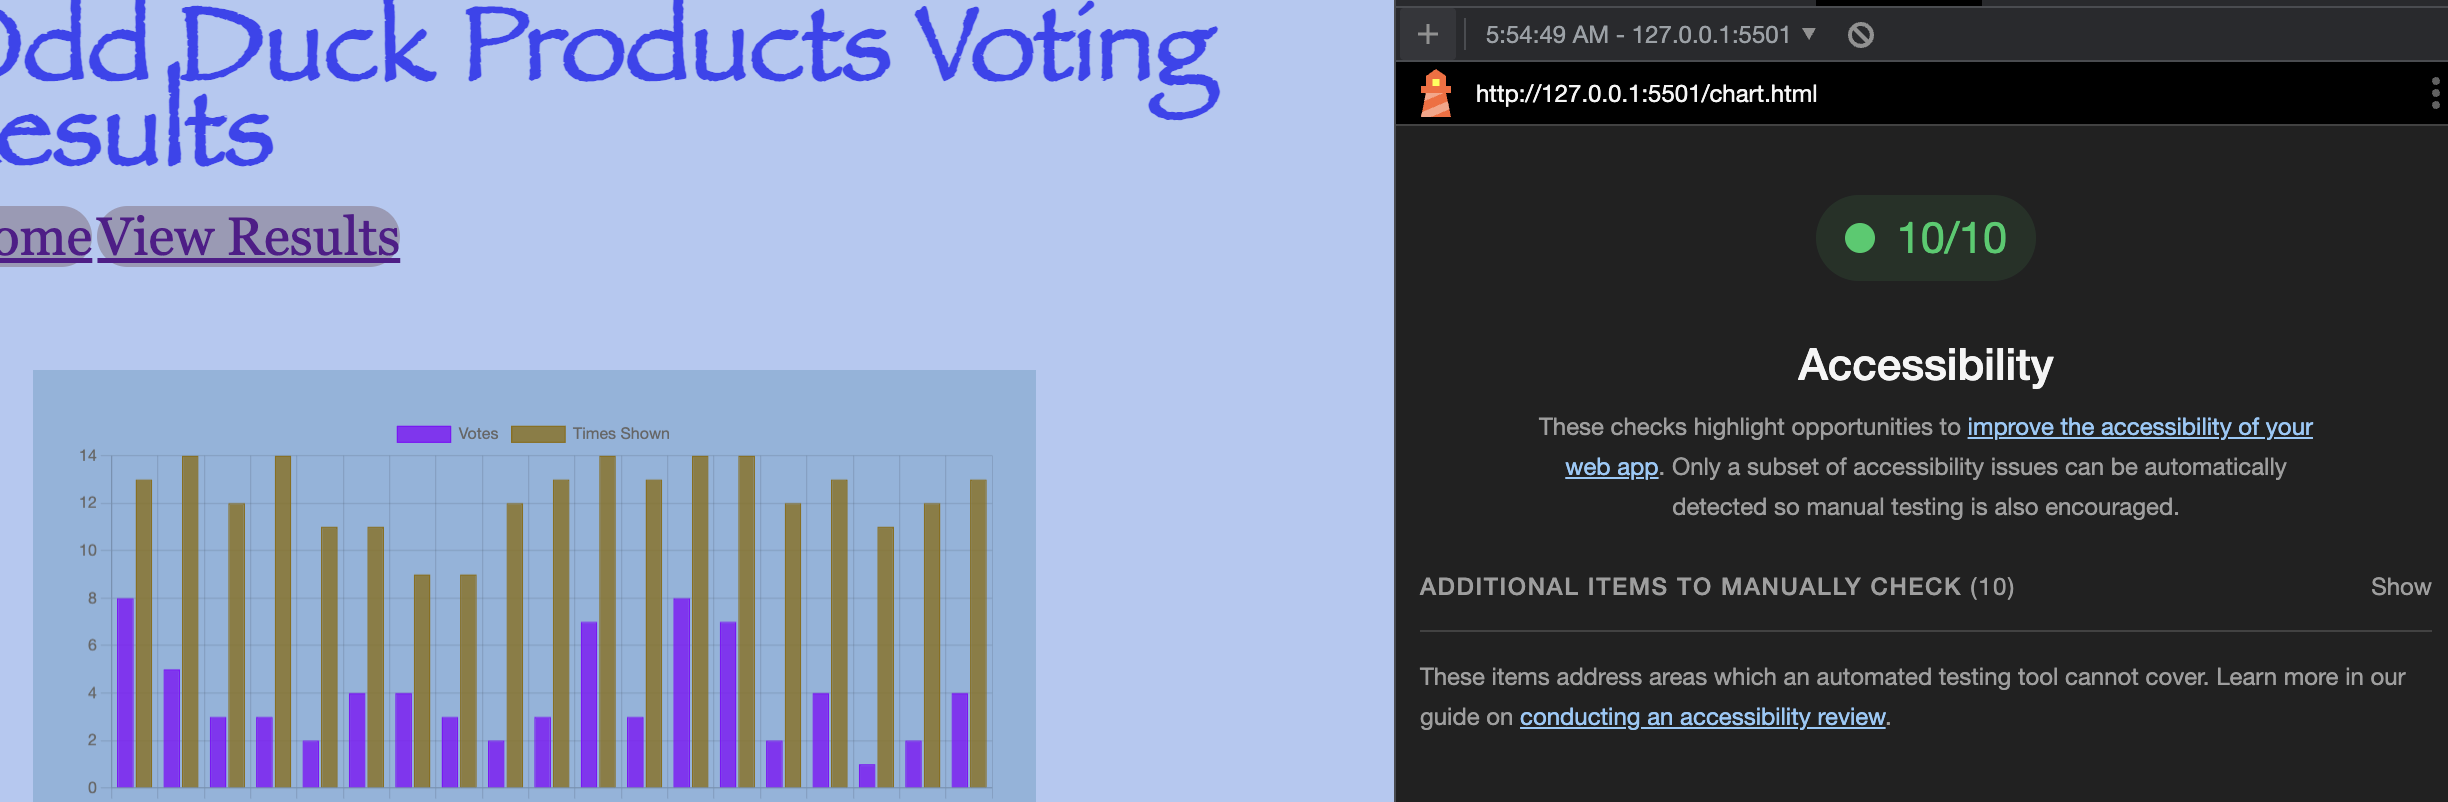 Odd Duck Products Voting
esults
ome View Results
Votes Times Shown
14
12
10
8
6
4
2
0
5:54:49 AM - 127.0.0.1:5501
http://127.0.0.1:5501/chart.html
10/10
Accessibility
These checks highlight opportunities to improve the accessibility of your
web app. Only a subset of accessibility issues can be automatically
detected so manual testing is also encouraged.
ADDITIONAL ITEMS TO MANUALLY CHECK (10) Show
These items address areas which an automated testing tool cannot cover. Learn more in our
guide on conducting an accessibility review.